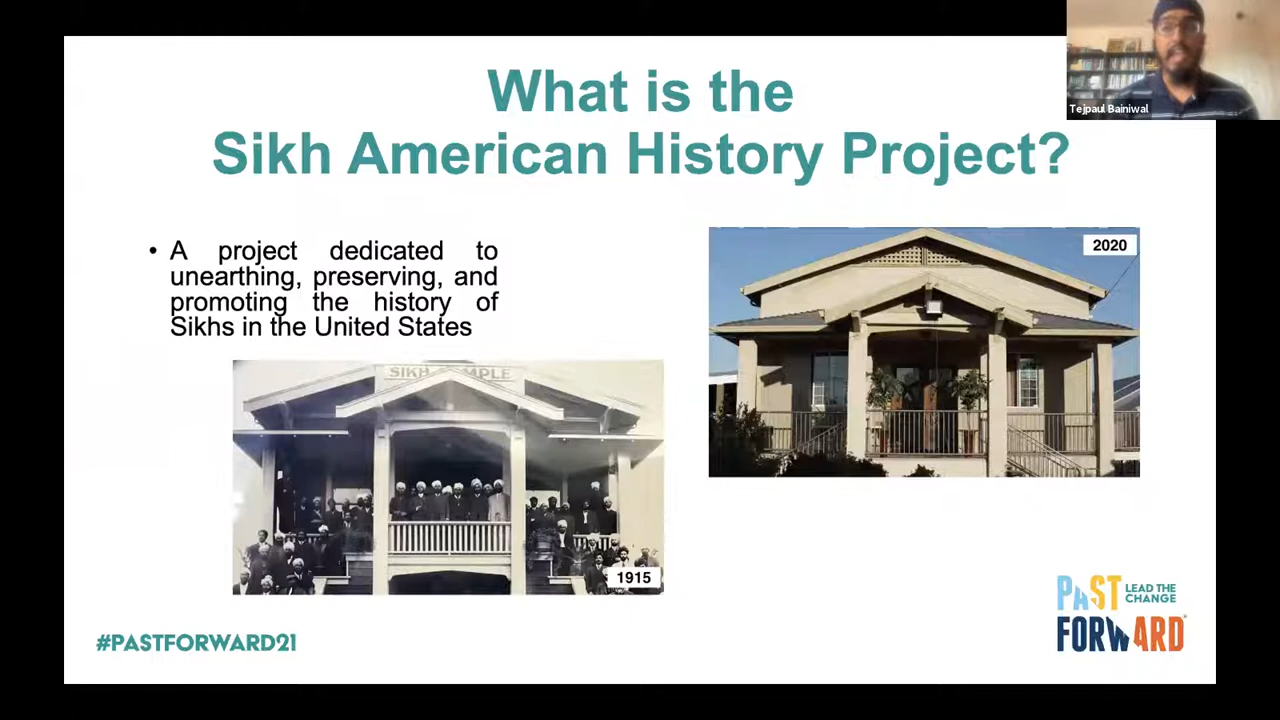 What is the
Sikh American History Project?
Tejpaul Bainiwal
• A project dedicated to
unearthing, preserving, and
promoting the history of
Sikhs in the United States
2020
SIKH TEMPLE
1915
#PASTFORWARD21
PAST LEAD THE
CHANGE
FORWARD